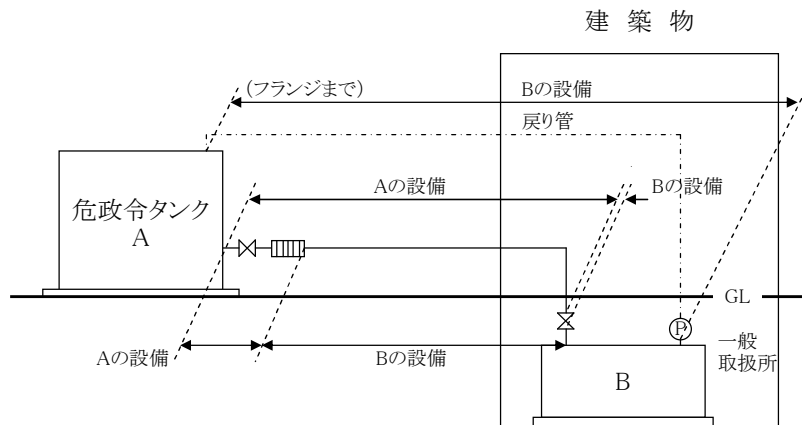 建築物
(フランジまで)
Bの設備
戻り管
Aの設備
Bの設備
危政令タンク
A
GL
P
一般
取扱所
Aの設備
Bの設備
B